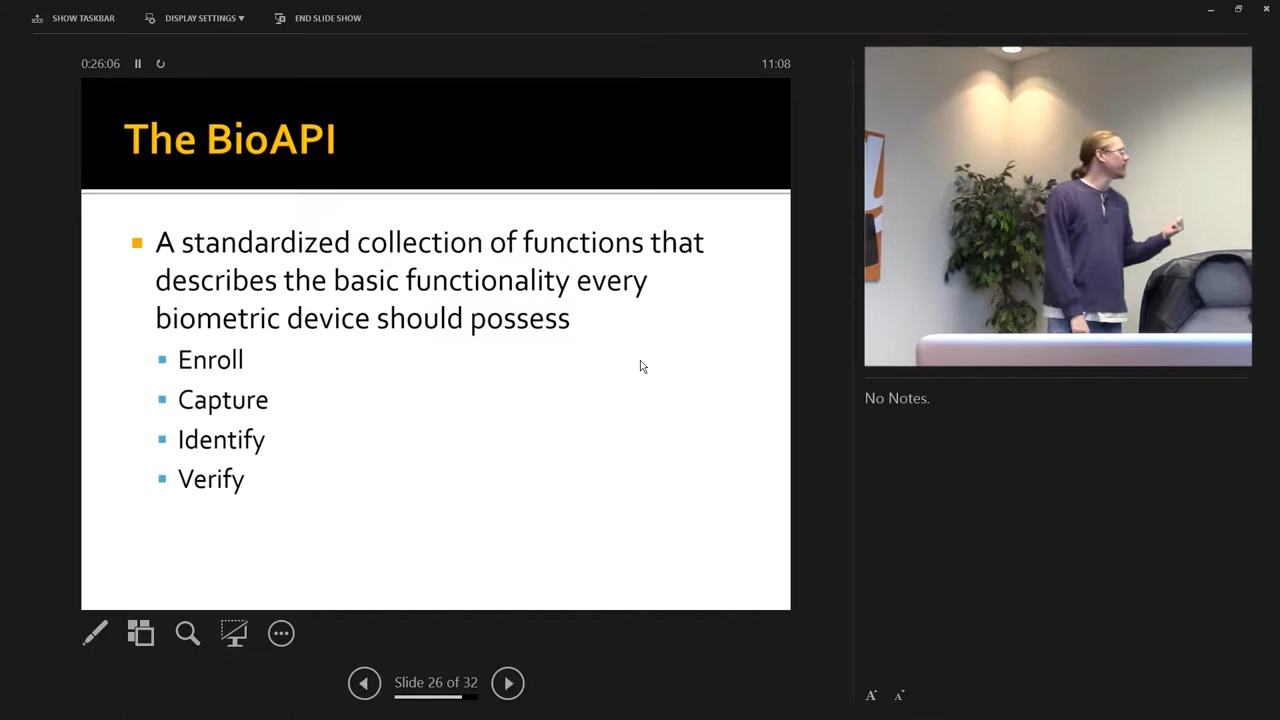 SHOW TASKBAR
DISPLAY SETTINGS ▼
END SLIDE SHOW
0:26:06
11:08
The BioAPI
A standardized collection of functions that
describes the basic functionality every
biometric device should possess
Enroll
Capture
Identify
Verify
No Notes.
Slide 26 of 32
A A